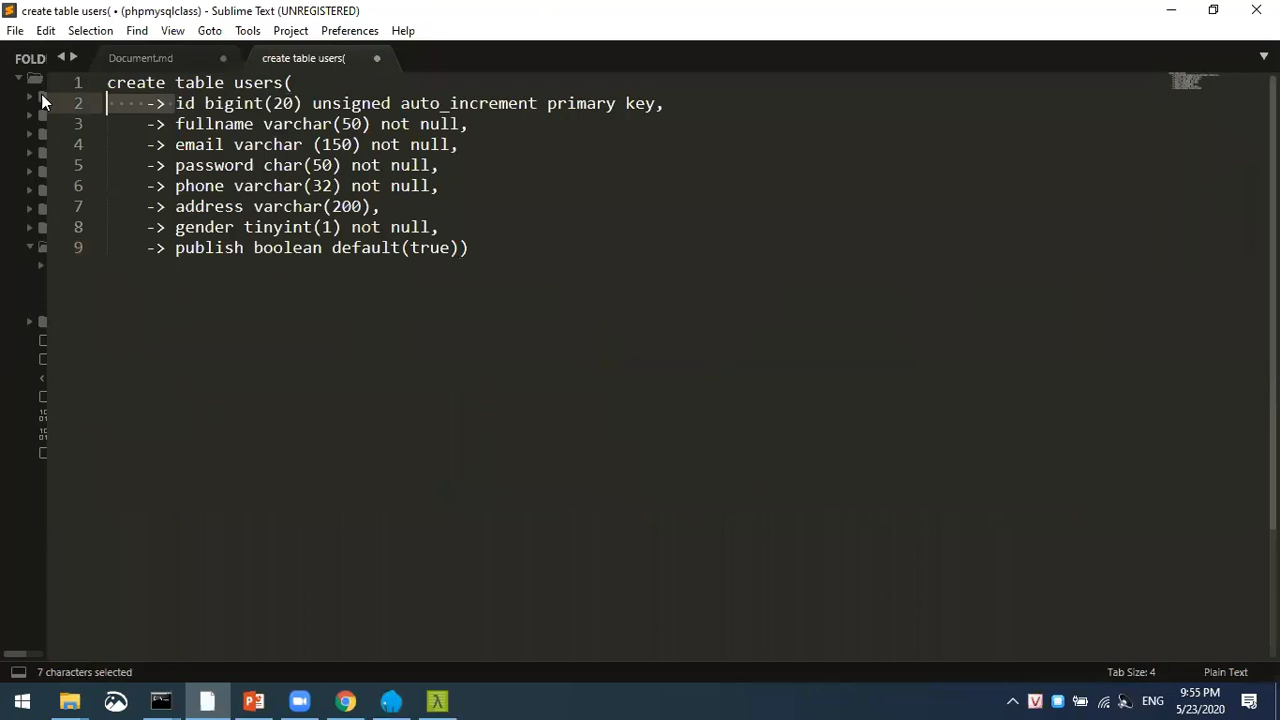 create table users( • (phpmysqlclass) - Sublime Text (UNREGISTERED)
File Edit Selection View Find Goto Tools Project Preferences Help
FOLD
Document.md
create table users(
1 create table users(
2 -> id bigint(20) unsigned auto_increment primary key,
3 -> fullname varchar(50) not null,
4 -> email varchar (150) not null,
5 -> password char(50) not null,
6 -> phone varchar(32) not null,
7 -> address varchar(200),
8 -> gender tinyint(1) not null,
9 -> publish boolean default(true))
7 characters selected
Tab Size: 4
Plain Text
ENG
9:55 PM
5/23/2020